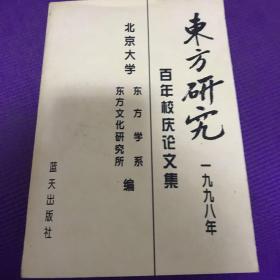 東方研究
一九九八年
百年校庆论文集
北京大学
东方学系
东方文化研究所
编
蓝天出版社